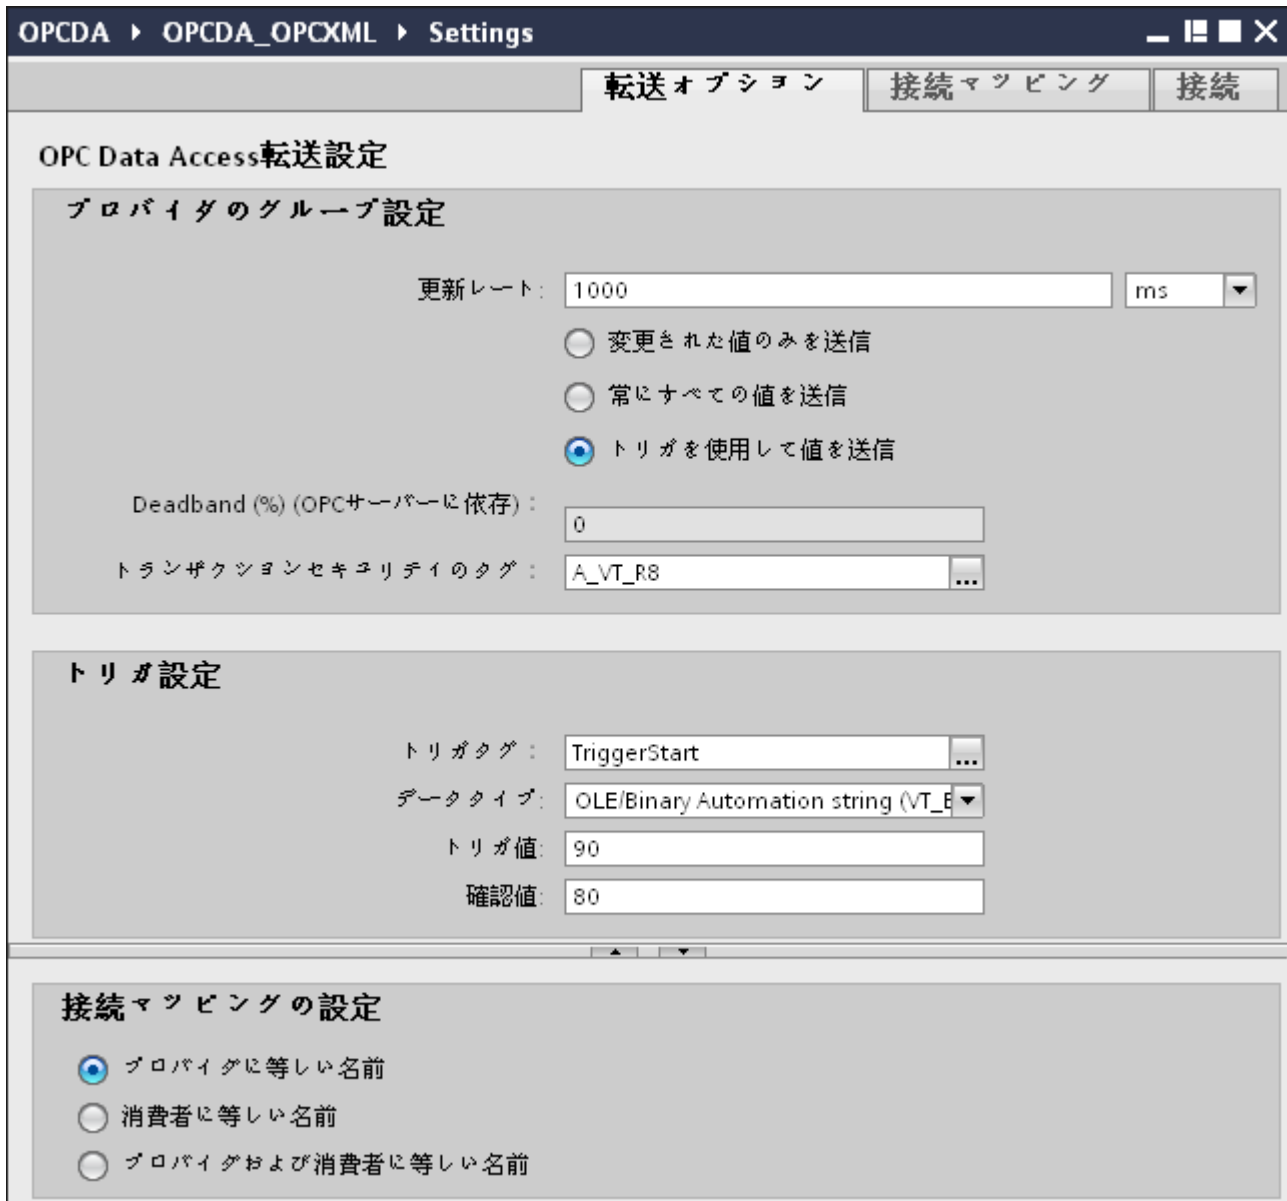 OPCDA ▸ OPCDA_OPCXML ▸ Settings
転送オプション 接続マッピング 接続
OPC Data Access転送設定
プロバイダのグループ設定
更新レート: 1000 ms
変更された値のみを送信
常にすべての値を送信
トリガを使用して値を送信
Deadband (%) (OPCサーバーに依存) : 0
トランザクションセキュリティのタグ : A_VT_R8 ...
トリガ設定
トリガタグ : TriggerStart ...
データタイプ: OLE/Binary Automation string (VT_B
トリガ値: 90
確認値: 80
接続マッピングの設定
プロバイダに等しい名前
消費者に等しい名前
プロバイダおよび消費者に等しい名前